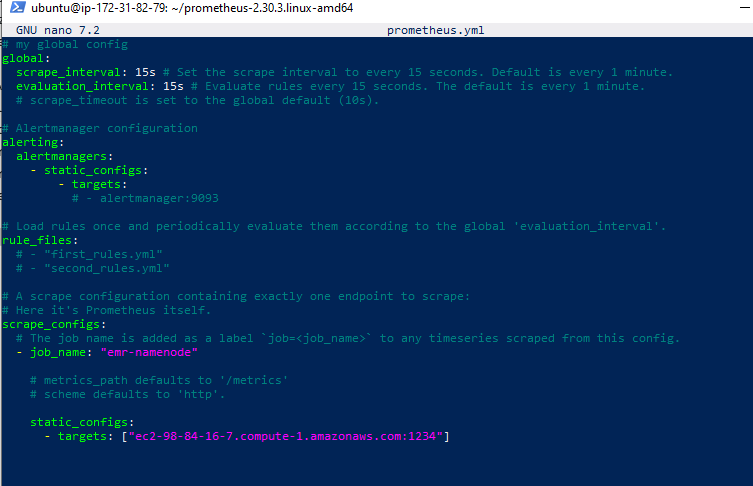 ubuntu@ip-172-31-82-79: ~/prometheus-2.30.3.linux-amd64
GNU nano 7.2 prometheus.yml
# my global config
global:
  scrape_interval: 15s # Set the scrape interval to every 15 seconds. Default is every 1 minute.
  evaluation_interval: 15s # Evaluate rules every 15 seconds. The default is every 1 minute.
  # scrape_timeout is set to the global default (10s).

# Alertmanager configuration
alerting:
  alertmanagers:
    - static_configs:
        - targets:
          # - alertmanager:9093

# Load rules once and periodically evaluate them according to the global 'evaluation_interval'.
rule_files:
  # - "first_rules.yml"
  # - "second_rules.yml"

# A scrape configuration containing exactly one endpoint to scrape:
# Here it's Prometheus itself.
scrape_configs:
  # The job name is added as a label `job=<job_name>` to any timeseries scraped from this config.
  - job_name: "emr-namenode"

    # metrics_path defaults to '/metrics'
    # scheme defaults to 'http'.

    static_configs:
      - targets: ["ec2-98-84-16-7.compute-1.amazonaws.com:1234"]